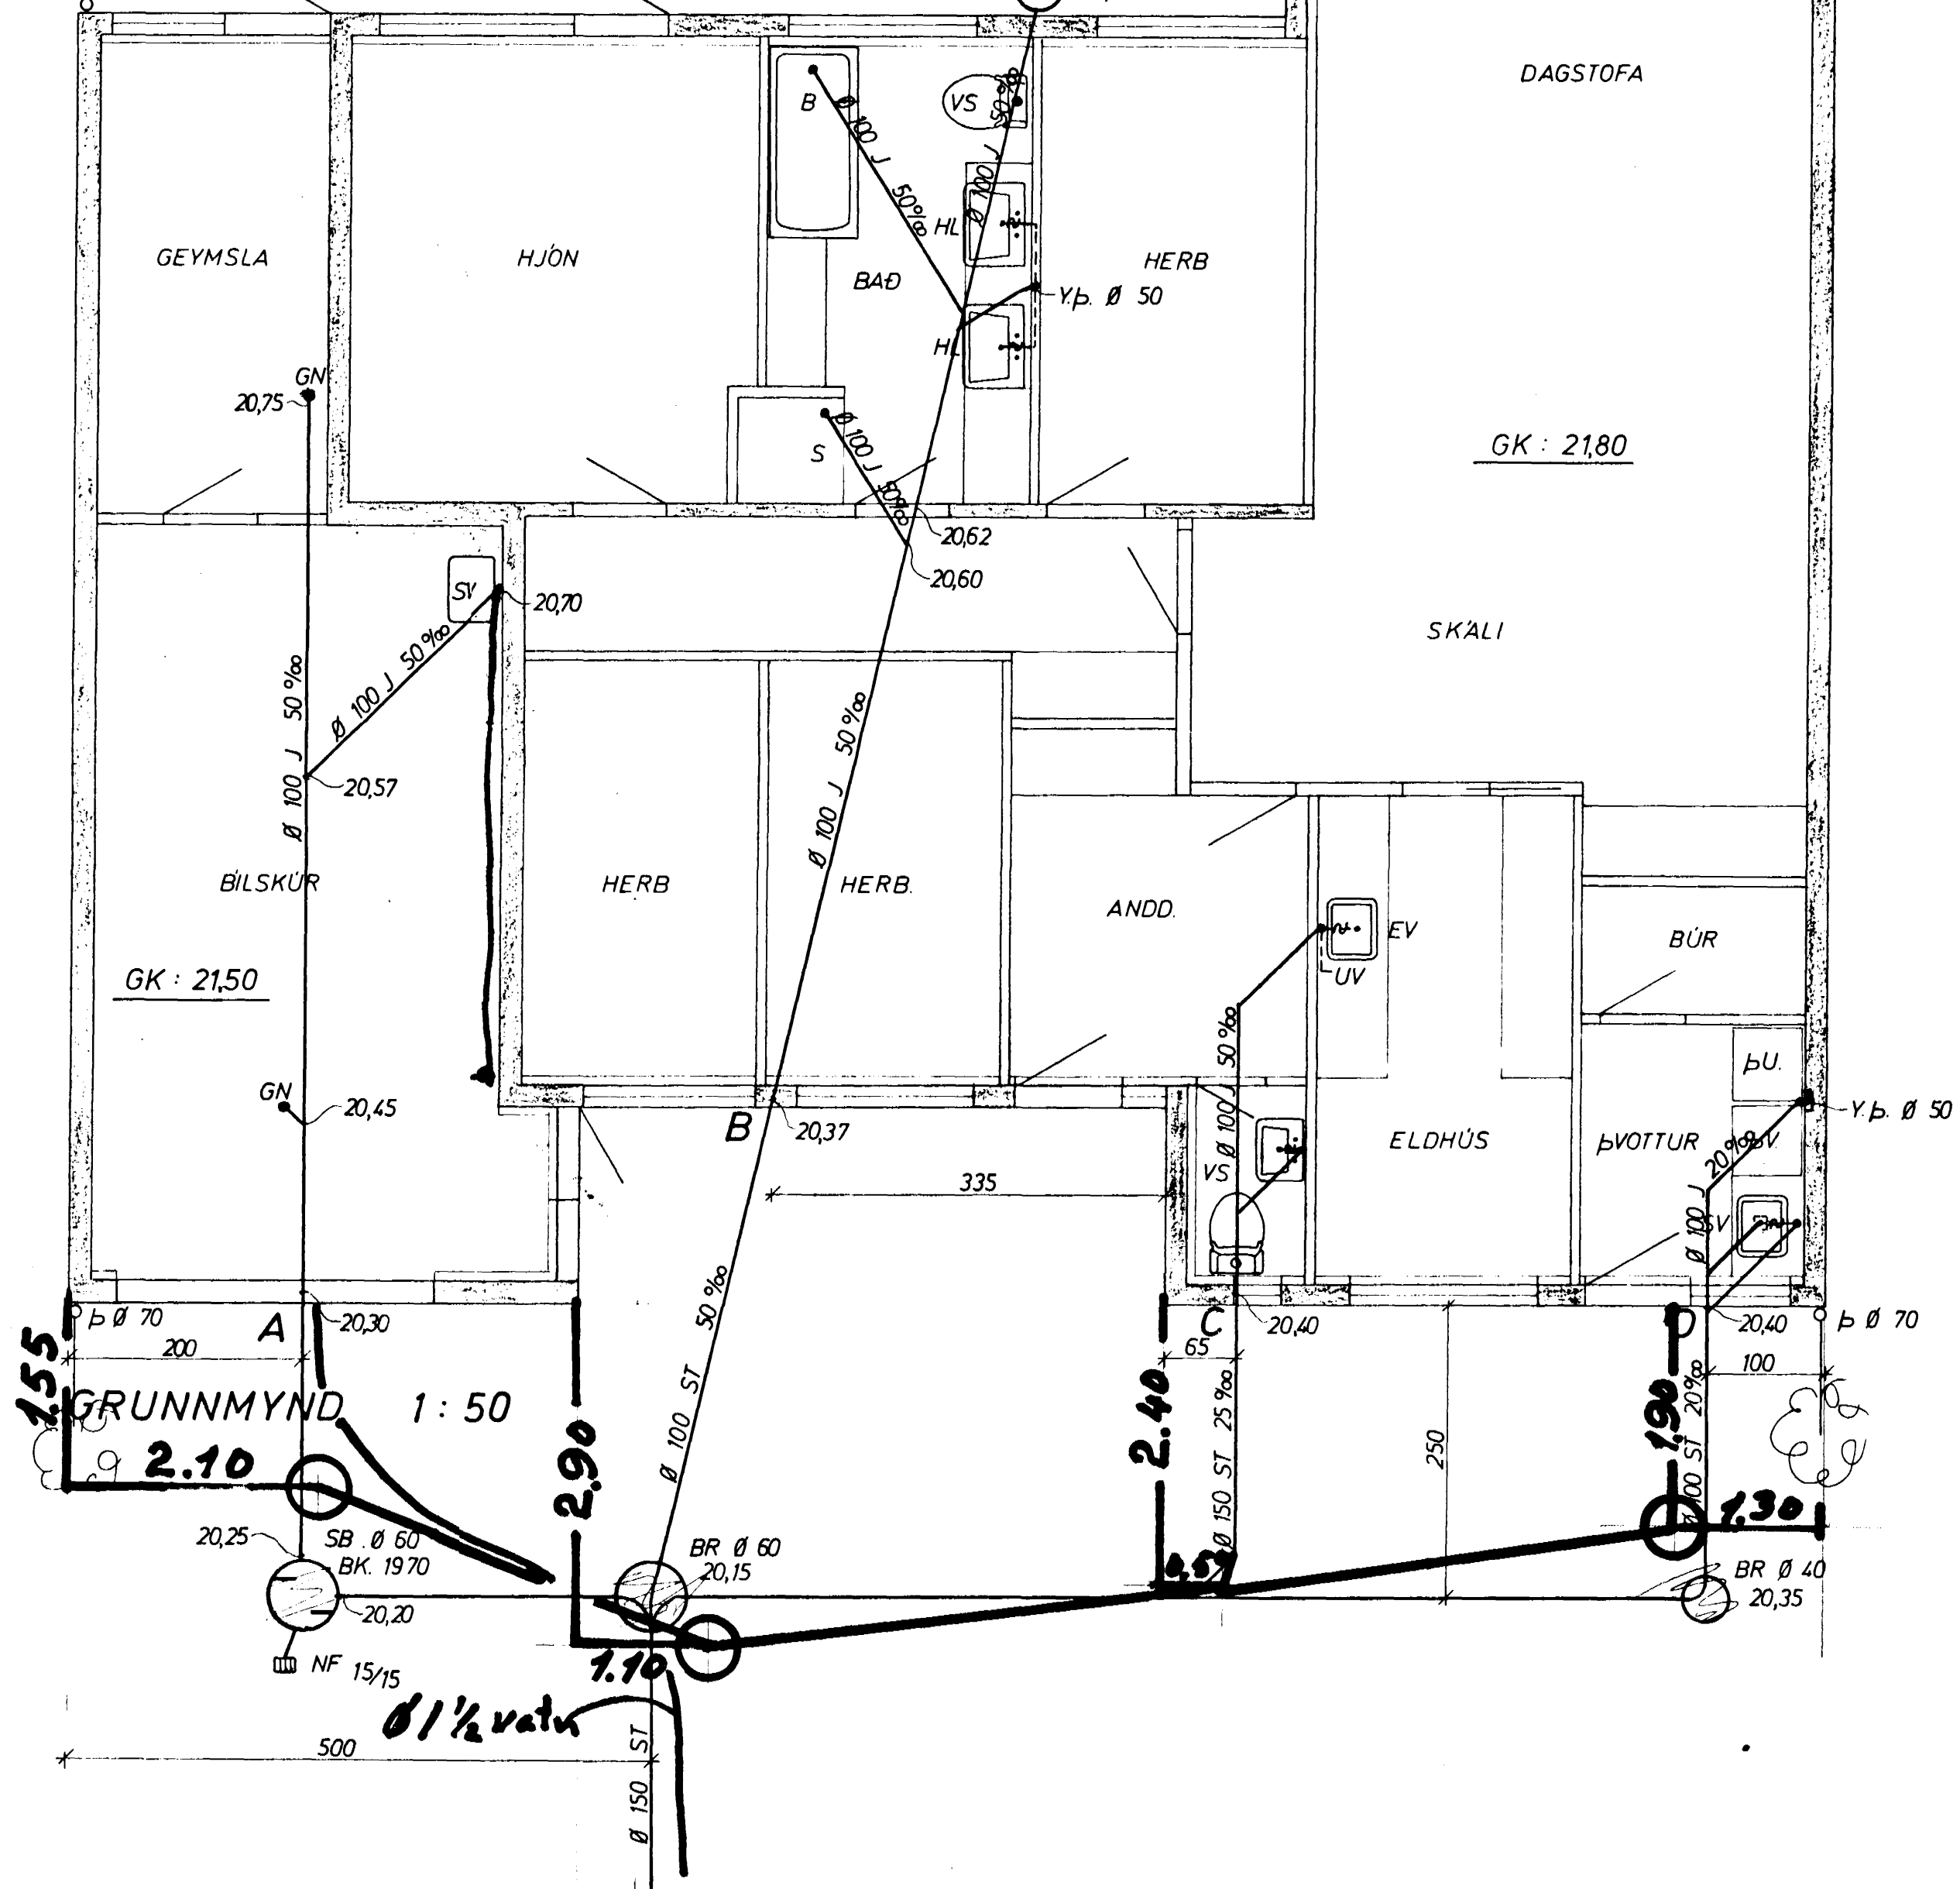 DAGSTOFA
B
Ø 100 J 50‰
VS
50‰
Ø 100 J
HL
GEYMSLA
HJÓN
BAÐ
HERB
Y.Þ. Ø 50
HL
GN
20,75
Ø 100 J 50‰
S
GK : 21,80
20,62
20,60
SV
20,70
SKÁLI
Ø 100 J 50‰
Ø 100 J 50‰
20,57
Ø 100 J 50‰
BÍLSKÚR
HERB
HERB.
ANDD.
EV
UV
BÚR
GK : 21,50
Ø 100 J 50‰
ÞU.
GN
20,45
B
20,37
VS
ELDHÚS
ÞVOTTUR
ÞV
Y.Þ. Ø 50
20‰
Ø 100 J
SV
335
50‰
Ø 100 ST
Þ Ø 70
A
20,30
200
C
20,40
65
D
20,40
Þ Ø 70
100
1.55
GRUNNMYND 1 : 50
2.10
2.90
2.40
Ø 150 ST 25‰
250
1.90
Ø 100 ST 20‰
1.30
20,25
SB . Ø 60
BK. 1970
BR Ø 60
20,15
BR Ø 40
20,35
20,20
NF 15/15
1.10
Ø 1 1/2 vatn
500
Ø 150 ST